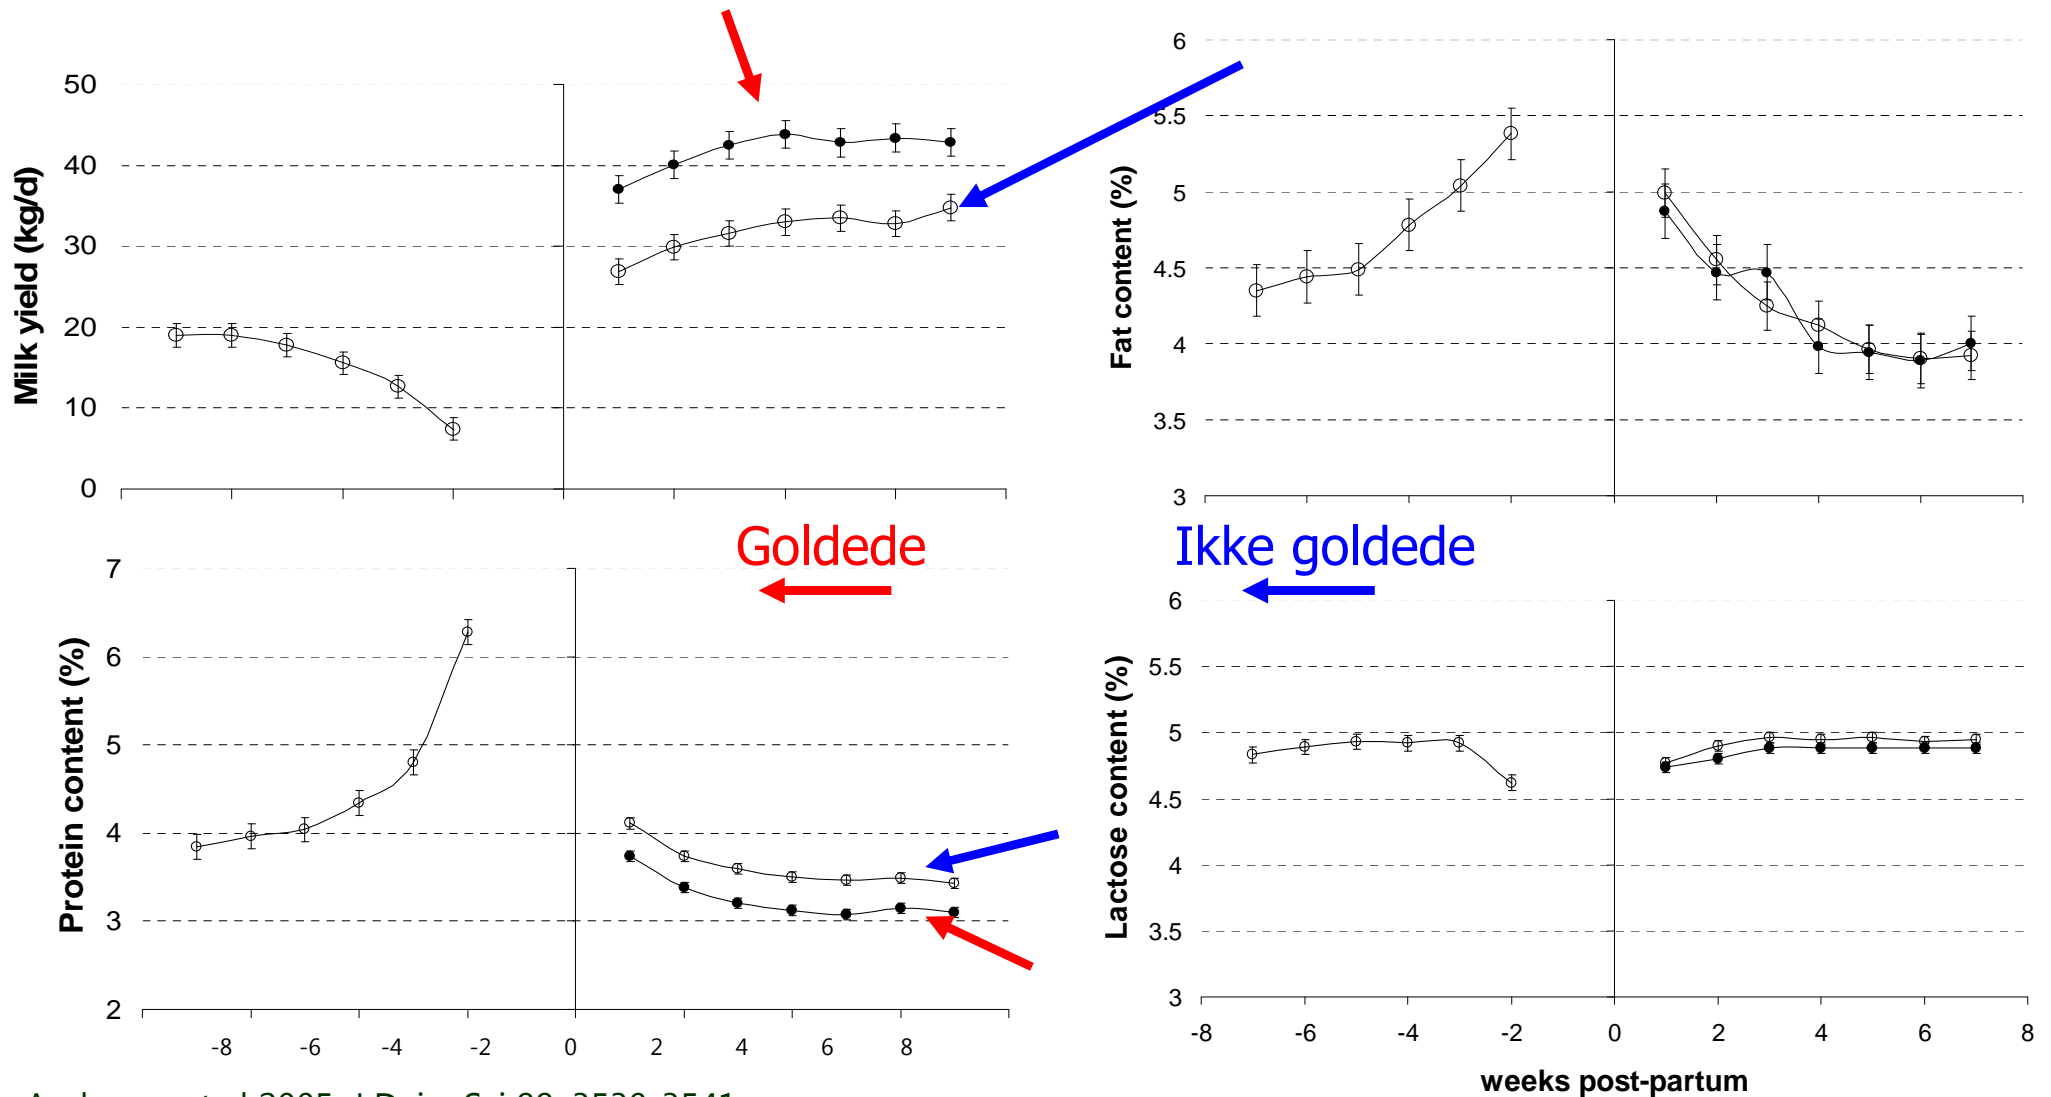 Milk yield (kg/d)
50
40
30
20
10
0
Fat content (%)
6
5.5
5
4.5
4
3.5
3
Goldede
Ikke goldede
Protein content (%)
7
6
5
4
3
2
-8 -6 -4 -2 0 2 4 6 8
Lactose content (%)
6
5.5
5
4.5
4
3.5
3
-8 -6 -4 -2 0 2 4 6 8
weeks post-partum